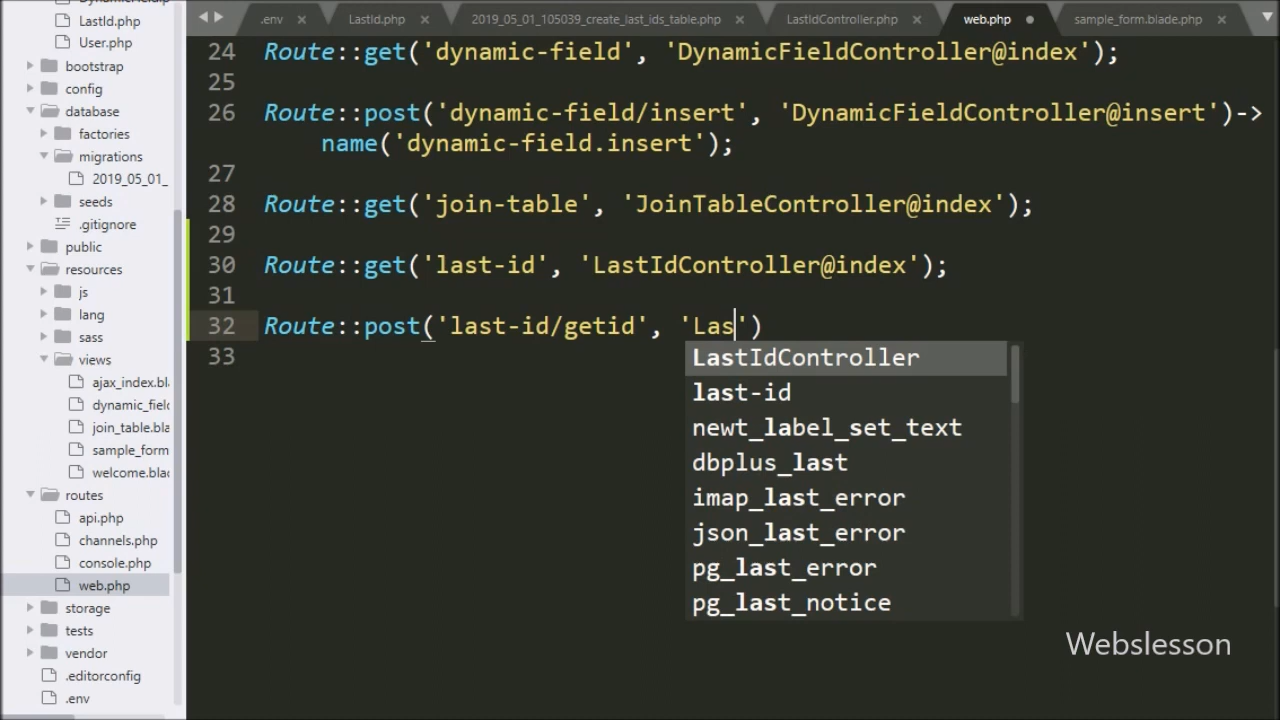 DynamicField.p
LastId.php
User.php
bootstrap
config
database
factories
migrations
2019_05_01_
seeds
.gitignore
public
resources
js
lang
sass
views
ajax_index.bl
dynamic_field
join_table.bla
sample_form
welcome.blad
routes
api.php
channels.php
console.php
web.php
storage
tests
vendor
.editorconfig
.env
.env LastId.php 2019_05_01_105039_create_last_ids_table.php LastIdController.php web.php sample_form.blade.php
24 Route::get('dynamic-field', 'DynamicFieldController@index');
25
26 Route::post('dynamic-field/insert', 'DynamicFieldController@insert')->
name('dynamic-field.insert');
27
28 Route::get('join-table', 'JoinTableController@index');
29
30 Route::get('last-id', 'LastIdController@index');
31
32 Route::post('last-id/getid', 'Las')
33
LastIdController
last-id
newt_label_set_text
dbplus_last
imap_last_error
json_last_error
pg_last_error
pg_last_notice
Webslesson